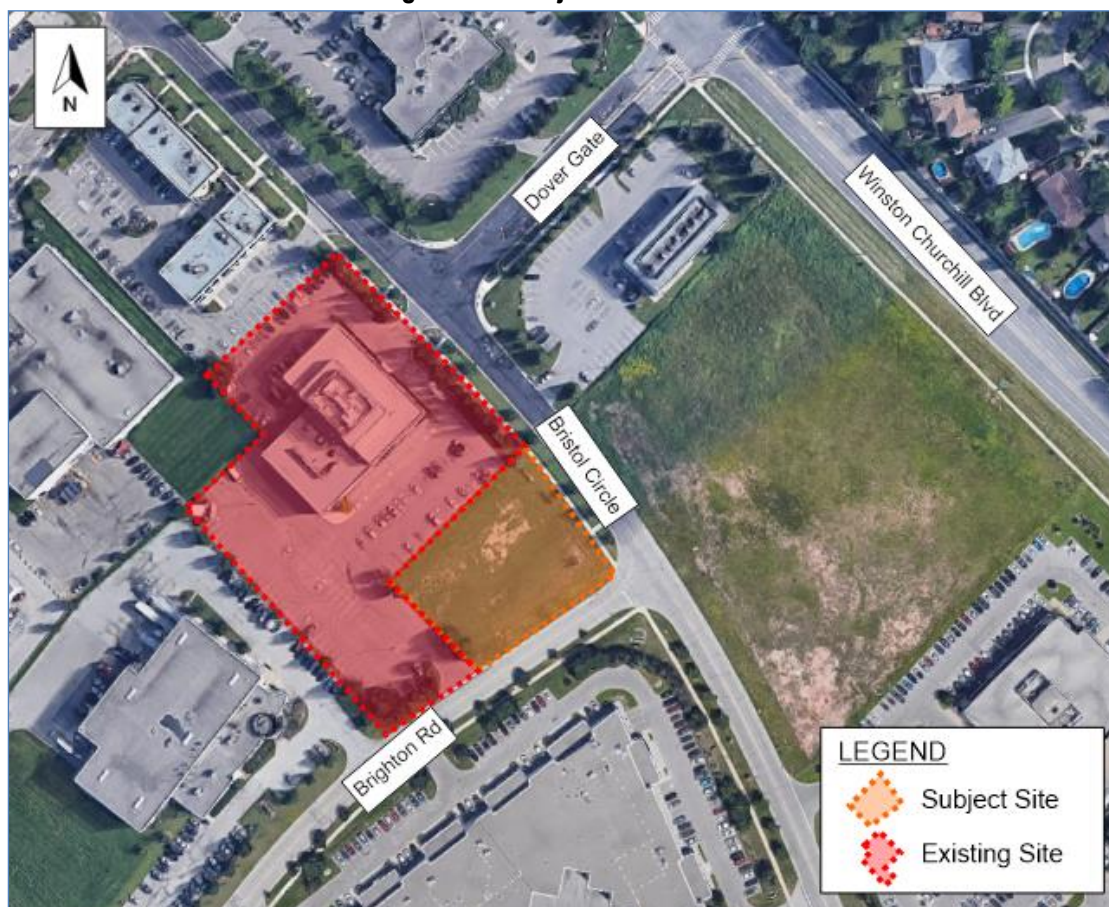 N
Dover Gate
Winston Churchill Blvd
Bristol Circle
Brighton Rd
LEGEND
Subject Site
Existing Site